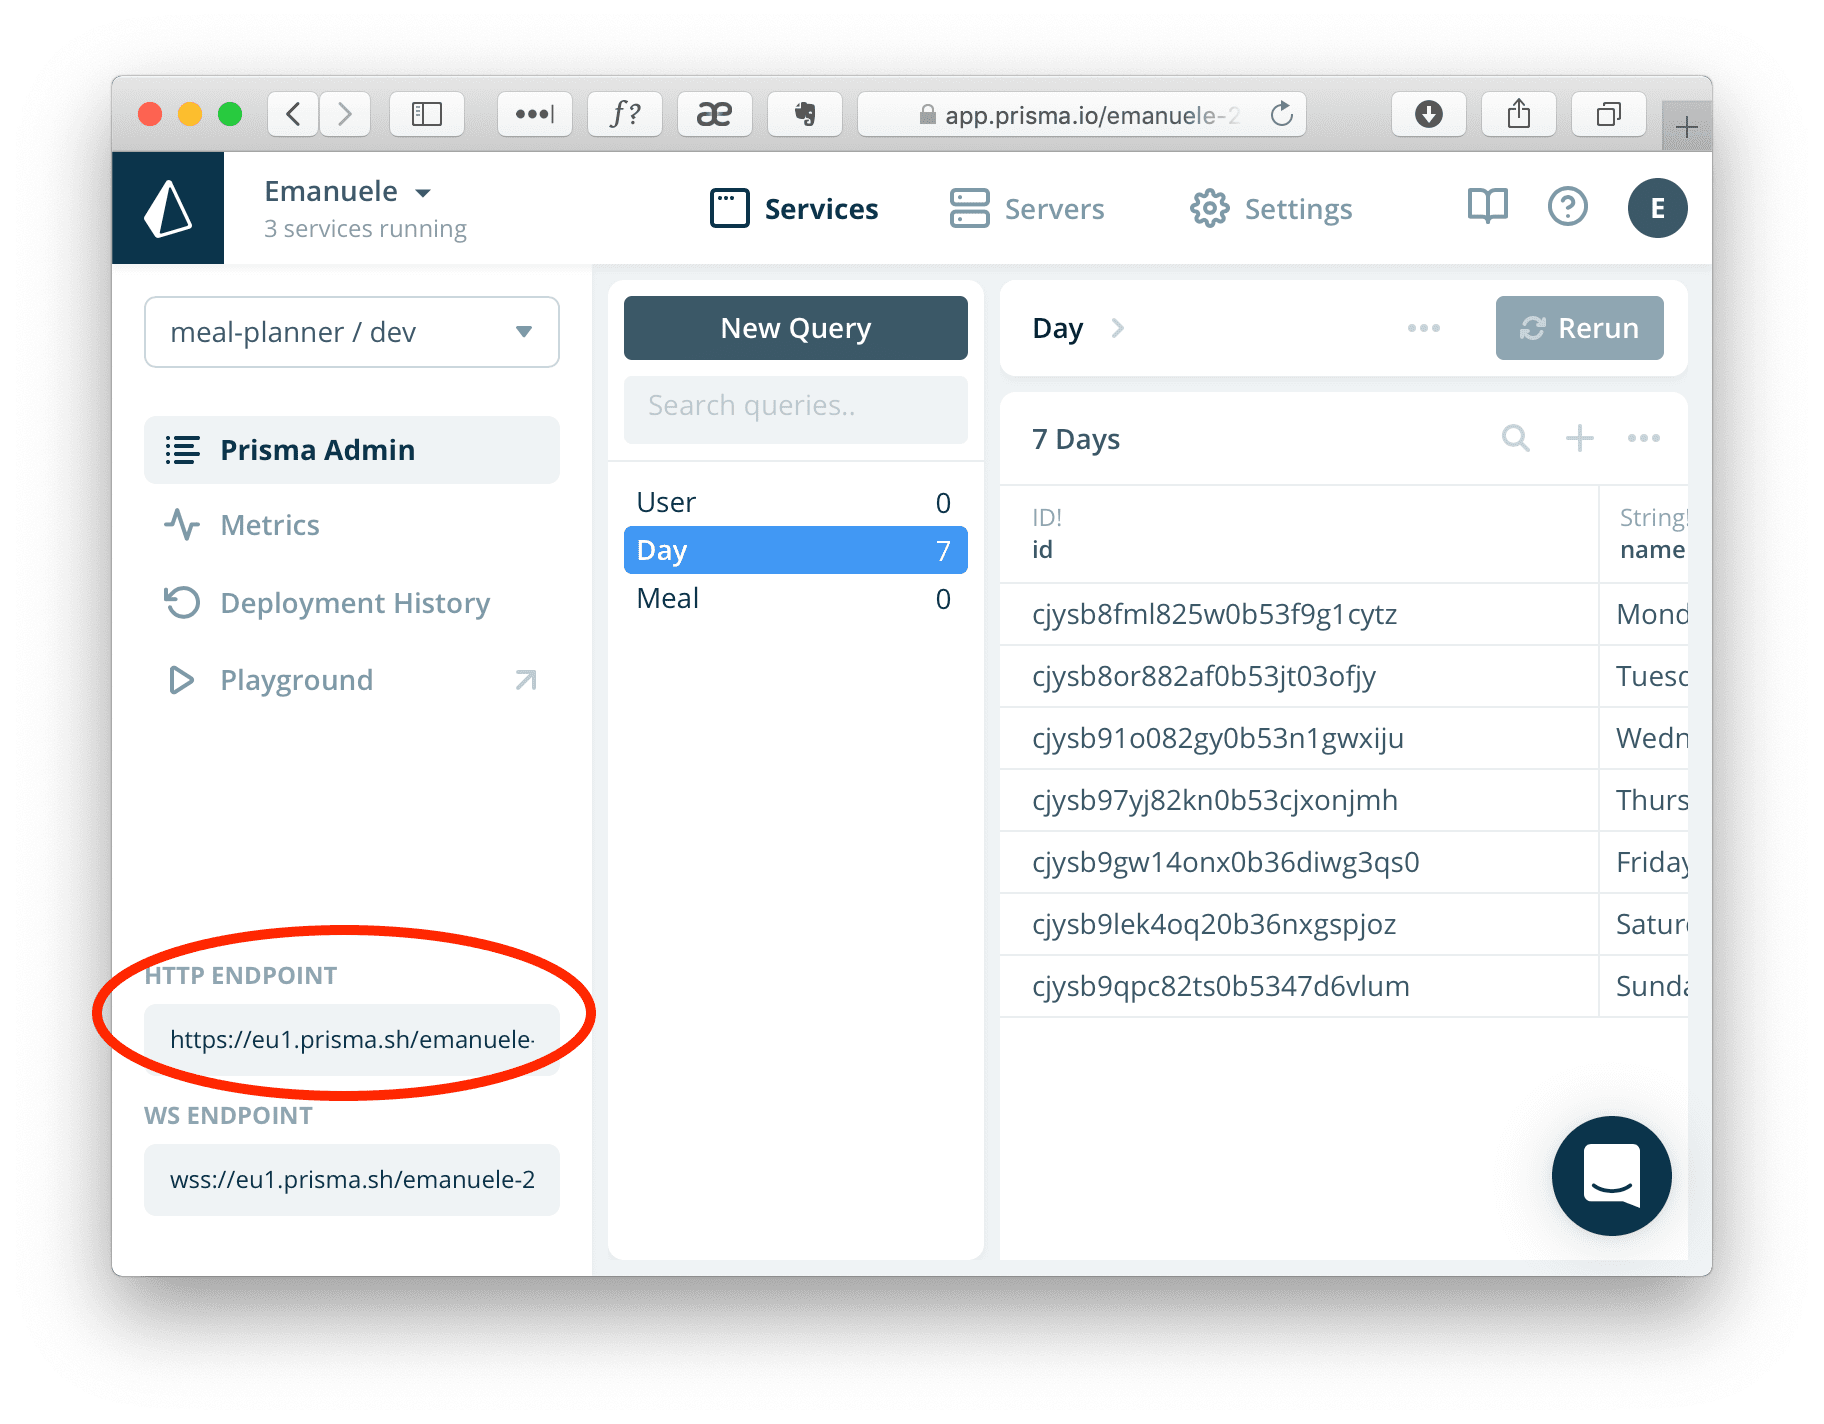 ƒ? æ app.prisma.io/emanuele-2
Emanuele
3 services running
Services Servers Settings E
meal-planner / dev
Prisma Admin
Metrics
Deployment History
Playground
HTTP ENDPOINT
https://eu1.prisma.sh/emanuele-
WS ENDPOINT
wss://eu1.prisma.sh/emanuele-2
New Query
Search queries..
User 0
Day 7
Meal 0
Day Rerun
7 Days
ID! String!
id name
cjysb8fml825w0b53f9g1cytz Mond
cjysb8or882af0b53jt03ofjy Tuesd
cjysb91o082gy0b53n1gwxiju Wedn
cjysb97yj82kn0b53cjxonjmh Thurs
cjysb9gw14onx0b36diwg3qs0 Friday
cjysb9lek4oq20b36nxgspjoz Satur
cjysb9qpc82ts0b5347d6vlum Sunda